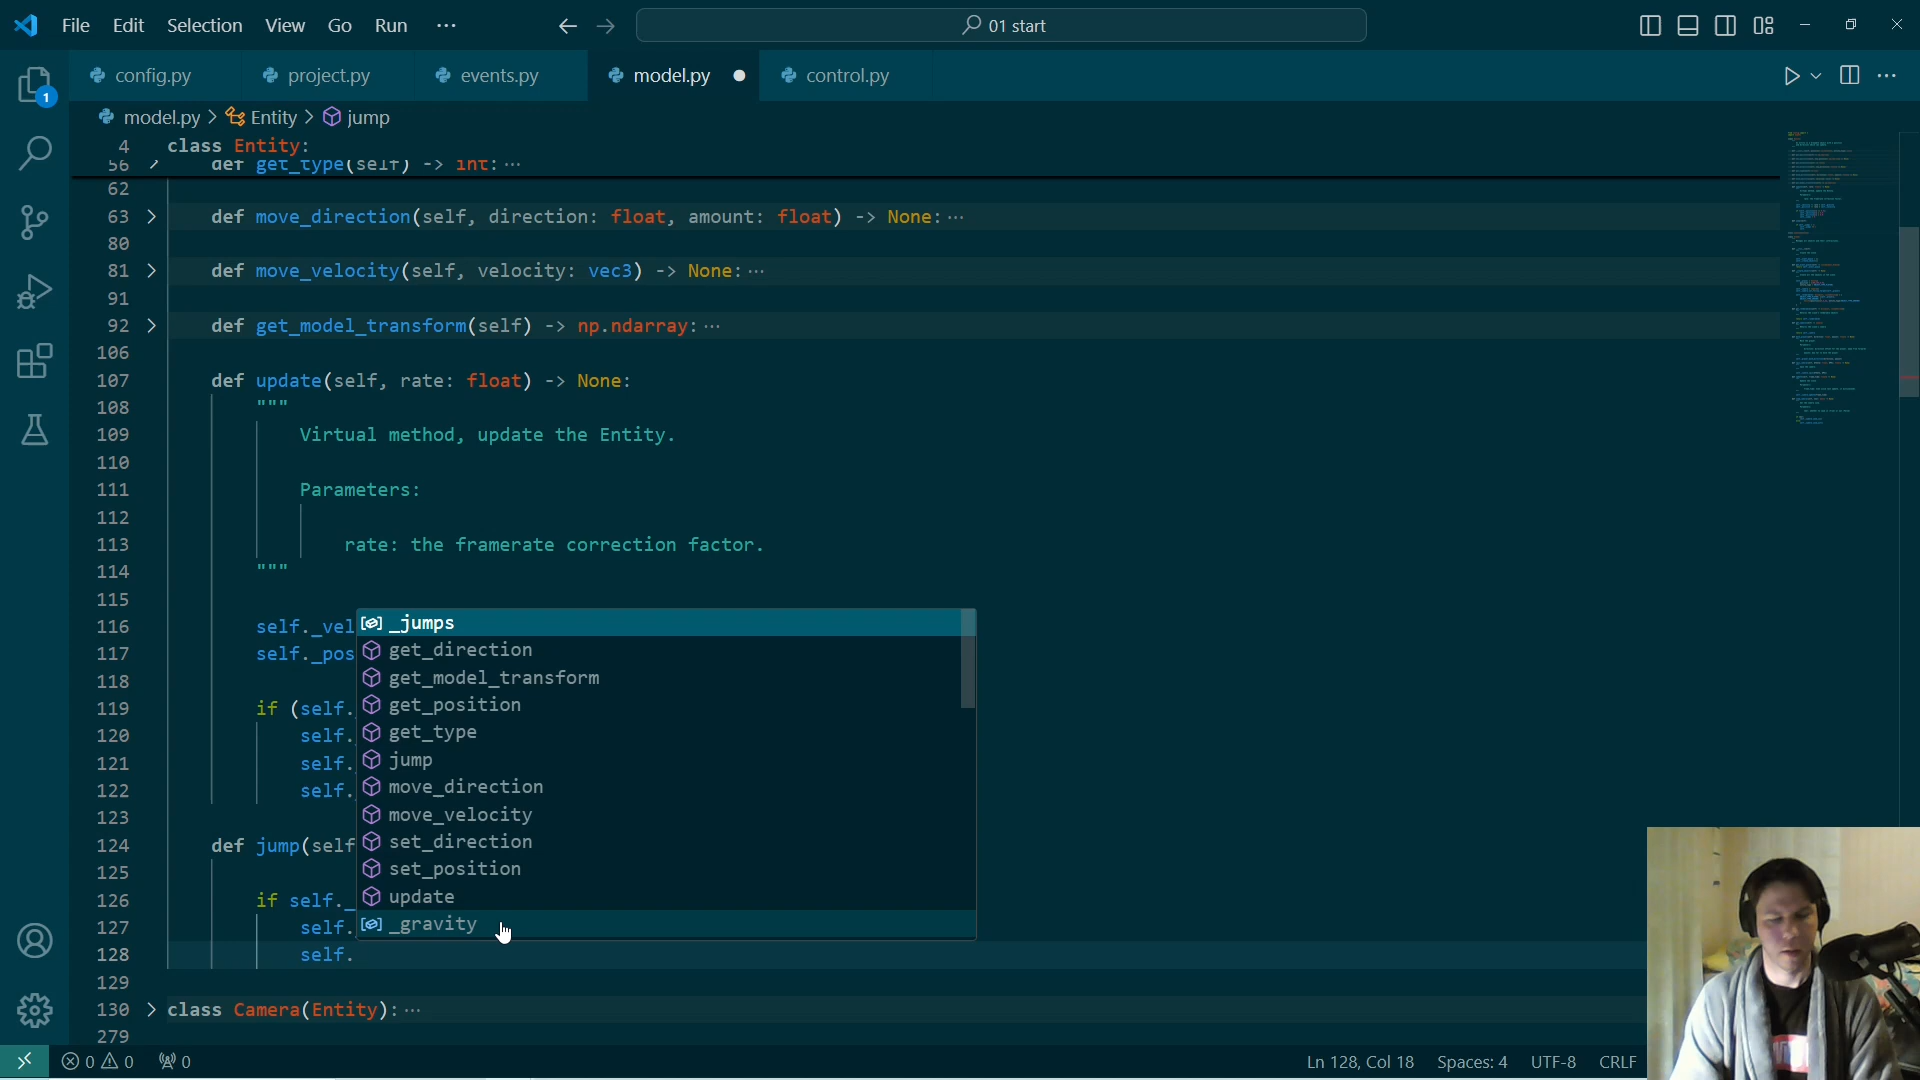 File Edit Selection View Go Run ··· 01 start
config.py project.py events.py model.py control.py
1
model.py > Entity > jump
4 class Entity:
56 def get_type(self) -> int: ···
62
63 def move_direction(self, direction: float, amount: float) -> None: ···
80
81 def move_velocity(self, velocity: vec3) -> None: ···
91
92 def get_model_transform(self) -> np.ndarray: ···
106
107 def update(self, rate: float) -> None:
108 """
109 Virtual method, update the Entity.
110
111 Parameters:
112
113 rate: the framerate correction factor.
114 """
115
116 self._vel
_jumps
get_direction
117 self._pos
get_model_transform
118
119 if (self.
get_position
120 self.
get_type
121 self.
jump
122 self.
move_direction
123
move_velocity
124 def jump(self
set_direction
125
set_position
126 if self._
update
127 self.
_gravity
128 self.
129
130 class Camera(Entity): ···
279
0 0 0 Ln 128, Col 18 Spaces: 4 UTF-8 CRLF